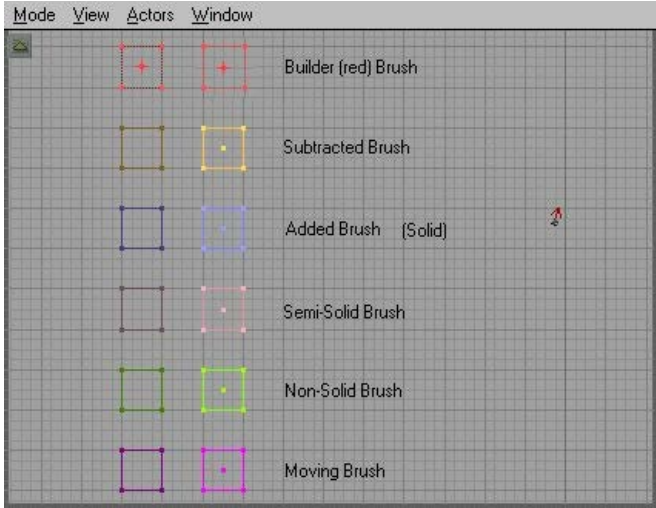 Mode View Actors Window
Builder (red) Brush
Subtracted Brush
Added Brush (Solid)
Semi-Solid Brush
Non-Solid Brush
Moving Brush